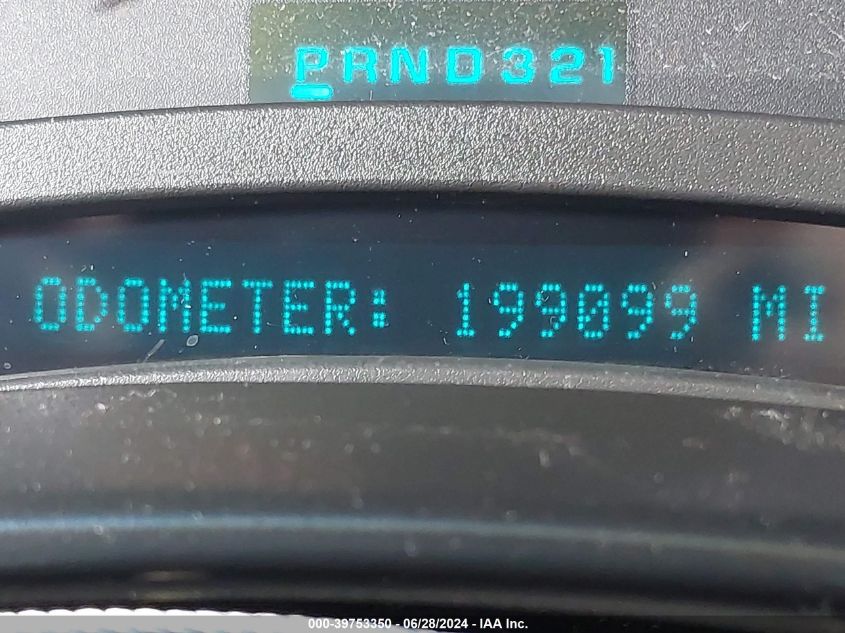 PRND321
ODOMETER: 199099 MI
000-39753350 / 06/28/2024 - IAA Inc.